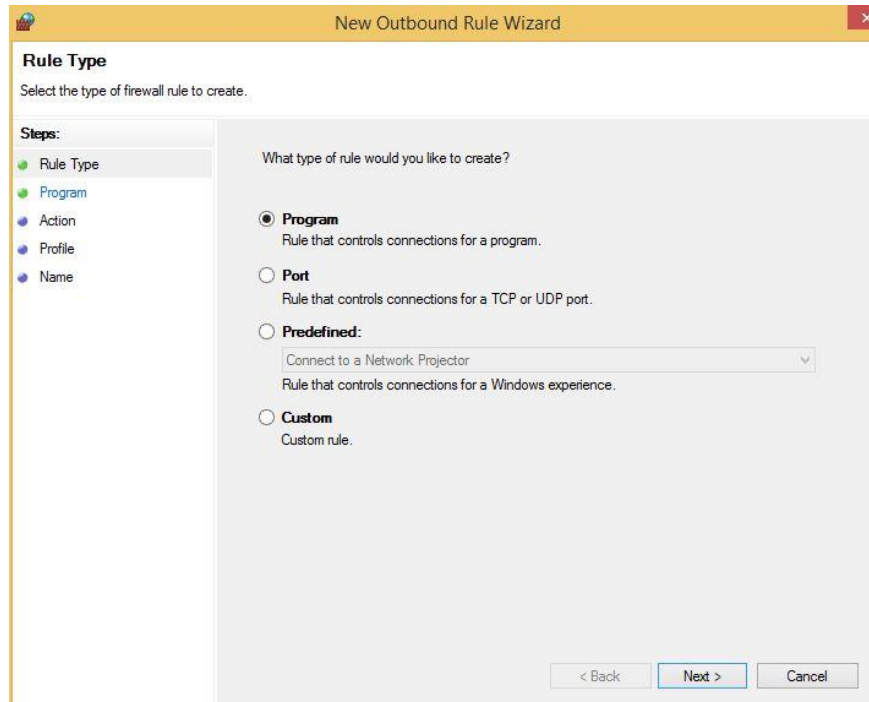 New Outbound Rule Wizard
Rule Type
Select the type of firewall rule to create.
Steps:
Rule Type
Program
Action
Profile
Name
What type of rule would you like to create?
Program
Rule that controls connections for a program.
Port
Rule that controls connections for a TCP or UDP port.
Predefined:
Connect to a Network Projector
Rule that controls connections for a Windows experience.
Custom
Custom rule.
< Back
Next >
Cancel